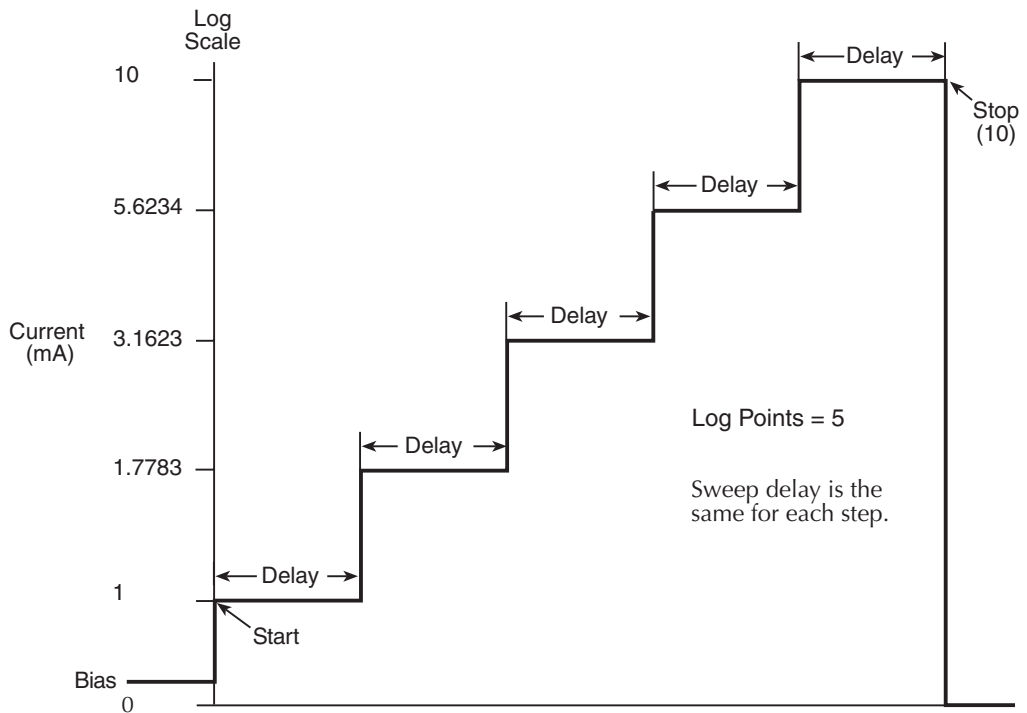 Log
Scale
10
Delay
Stop
(10)
5.6234
Delay
Current
(mA)
3.1623
Delay
Log Points = 5
1.7783
Delay
Sweep delay is the
same for each step.
1
Delay
Start
Bias
0